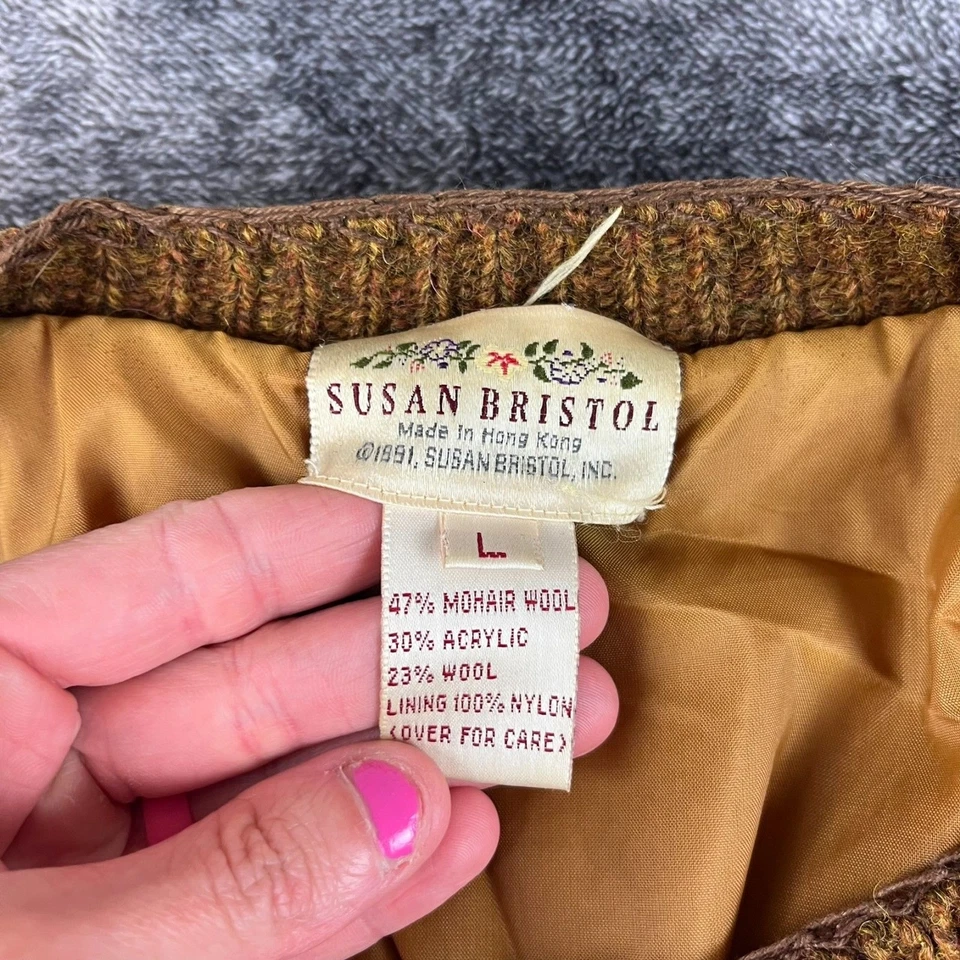 SUSAN BRISTOL
Made In Hong Kong
©1991, SUSAN BRISTOL, INC.
L
47% MOHAIR WOOL
30% ACRYLIC
23% WOOL
LINING 100% NYLON
<OVER FOR CARE>